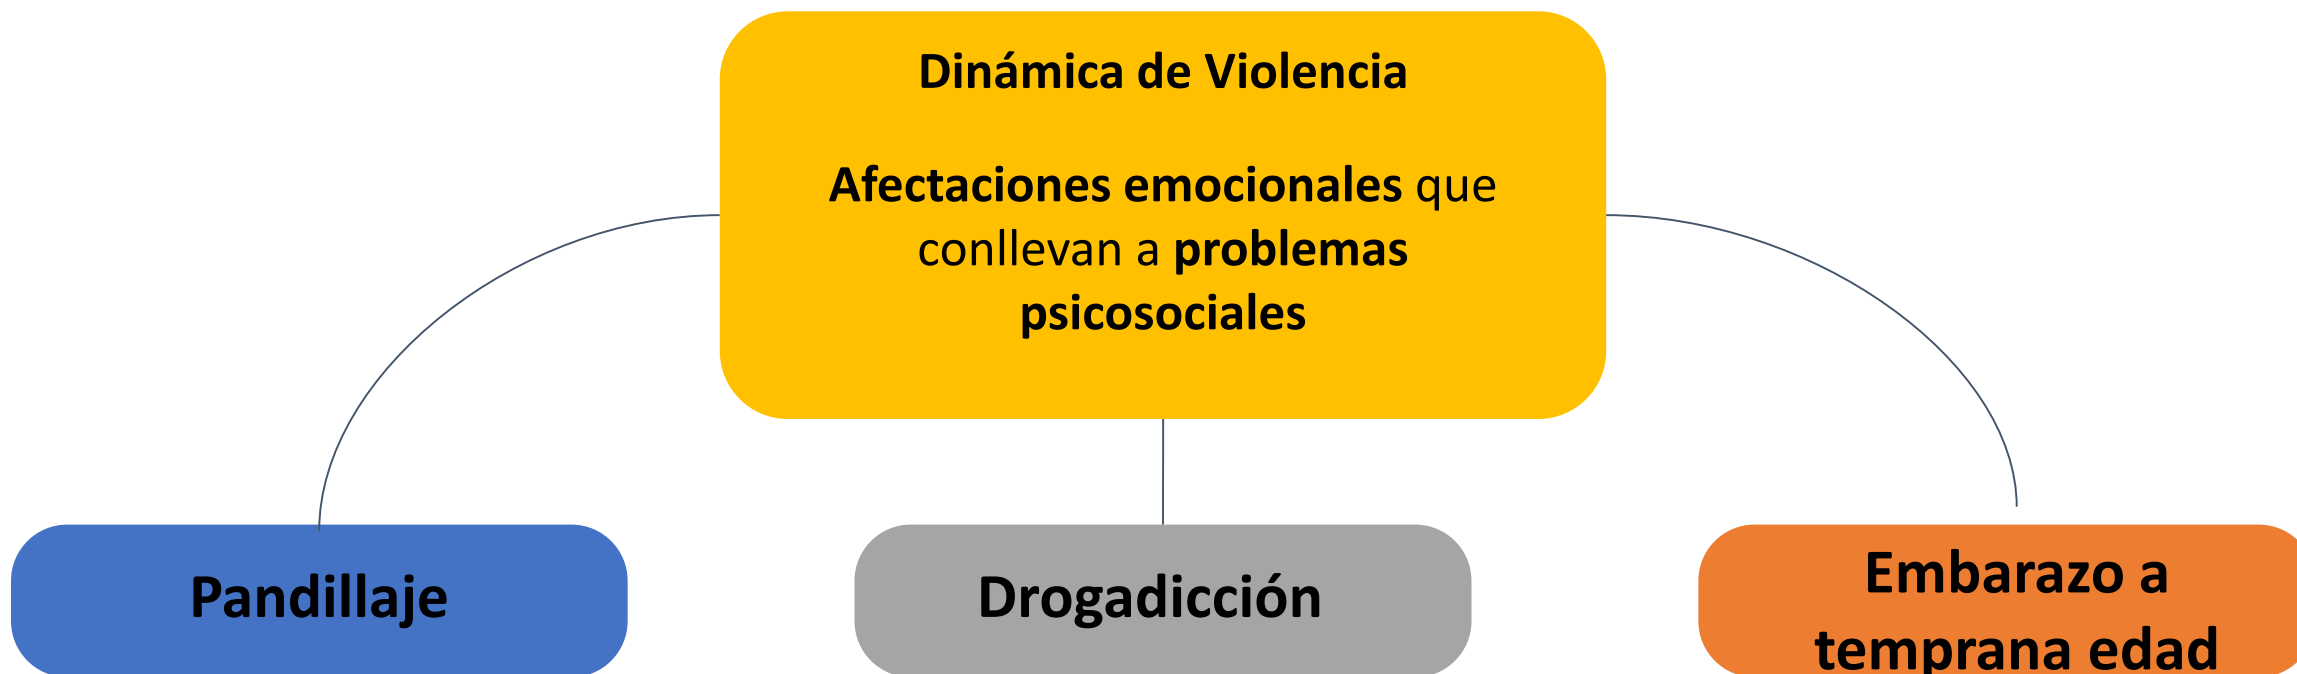 Dinámica de Violencia
Afectaciones emocionales que
conllevan a problemas
psicosociales
Pandillaje
Drogadicción
Embarazo a
temprana edad